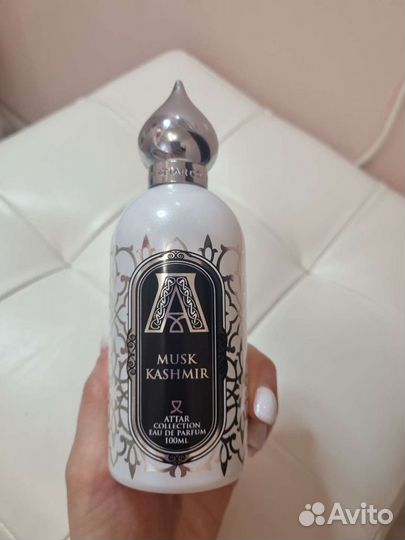 A
MUSK
KASHMIR
ATTAR
COLLECTION
EAU DE PARFUM
100ML
Avito